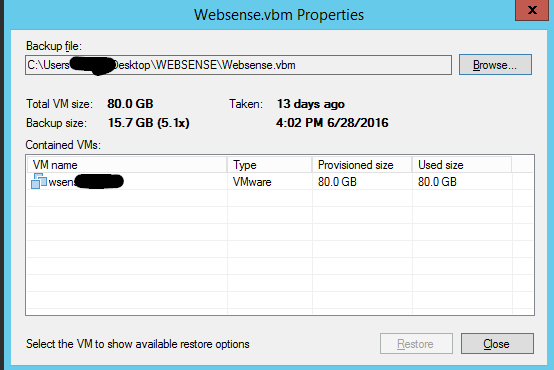 Websense.vbm Properties
x
Backup file:
C:\Users Desktop\WEBSENSE\Websense.vbm
Browse...
Total VM size: 80.0 GB Taken: 13 days ago
Backup size: 15.7 GB (5.1x) 4:02 PM 6/28/2016
Contained VMs:
VM name Type Provisioned size Used size
wsens VMware 80.0 GB 80.0 GB
Select the VM to show available restore options
Restore Close